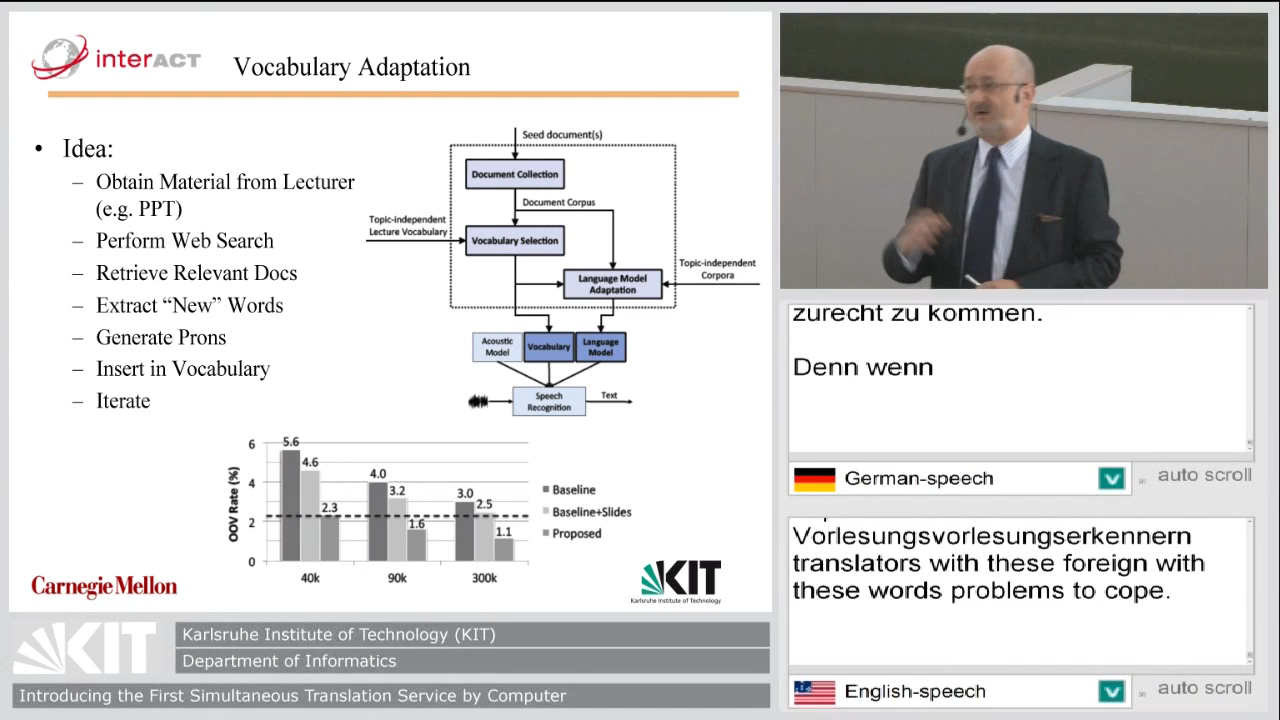 interACT
Vocabulary Adaptation
• Idea:
– Obtain Material from Lecturer
(e.g. PPT)
– Perform Web Search
– Retrieve Relevant Docs
– Extract “New” Words
– Generate Prons
– Insert in Vocabulary
– Iterate
Seed document(s)
Document Collection
Document Corpus
Topic-independent
Lecture Vocabulary
Vocabulary Selection
Topic-independent
Corpora
Language Model
Adaptation
Acoustic
Model
Vocabulary
Language
Model
Speech
Recognition
Text
OOV Rate (%)
6
4
2
0
5.6
4.6
2.3
4.0
3.2
1.6
3.0
2.5
1.1
40k
90k
300k
Baseline
Baseline+Slides
Proposed
Carnegie Mellon
KIT
Karlsruhe Institute of Technology
zurecht zu kommen.
Denn wenn
German-speech
auto scroll
Vorlesungsvorlesungserkennern
translators with these foreign with
these words problems to cope.
English-speech
auto scroll
KIT
Karlsruhe Institute of Technology (KIT)
Department of Informatics
Introducing the First Simultaneous Translation Service by Computer